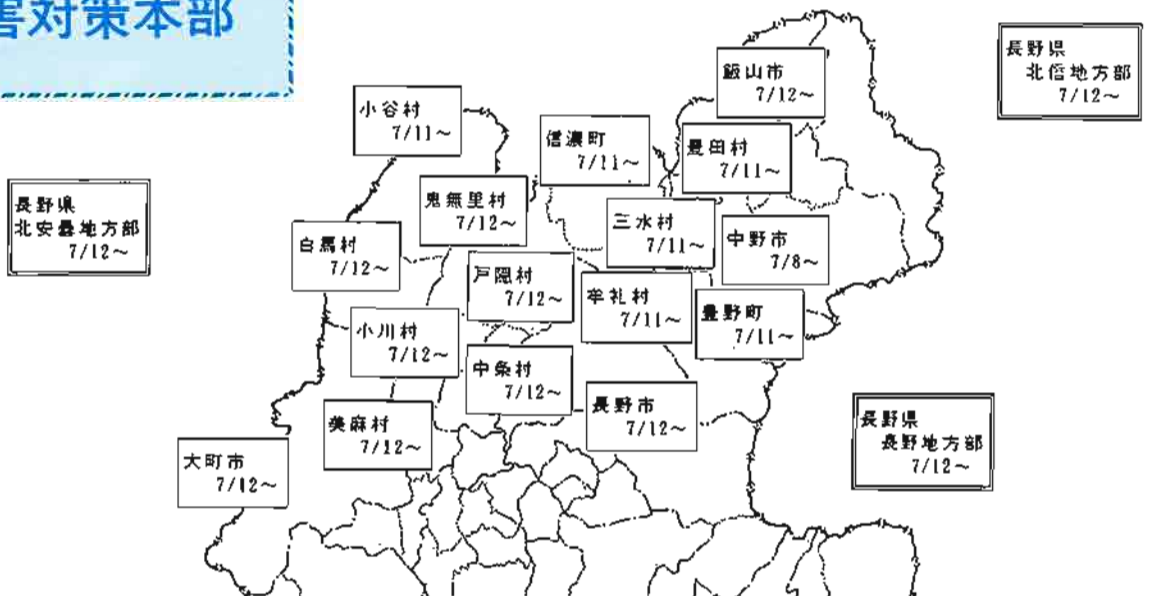 害対策本部
飯山市
7/12~
長野県
北信地方部
7/12~
小谷村
7/11~
信濃町
7/11~
豊田村
7/11~
長野県
北安曇地方部
7/12~
鬼無里村
7/12~
三水村
7/11~
中野市
7/8~
白馬村
7/12~
戸隠村
7/12~
牟礼村
7/11~
豊野町
7/11~
小川村
7/12~
中条村
7/12~
長野市
7/12~
美麻村
7/12~
長野県
長野地方部
7/12~
大町市
7/12~